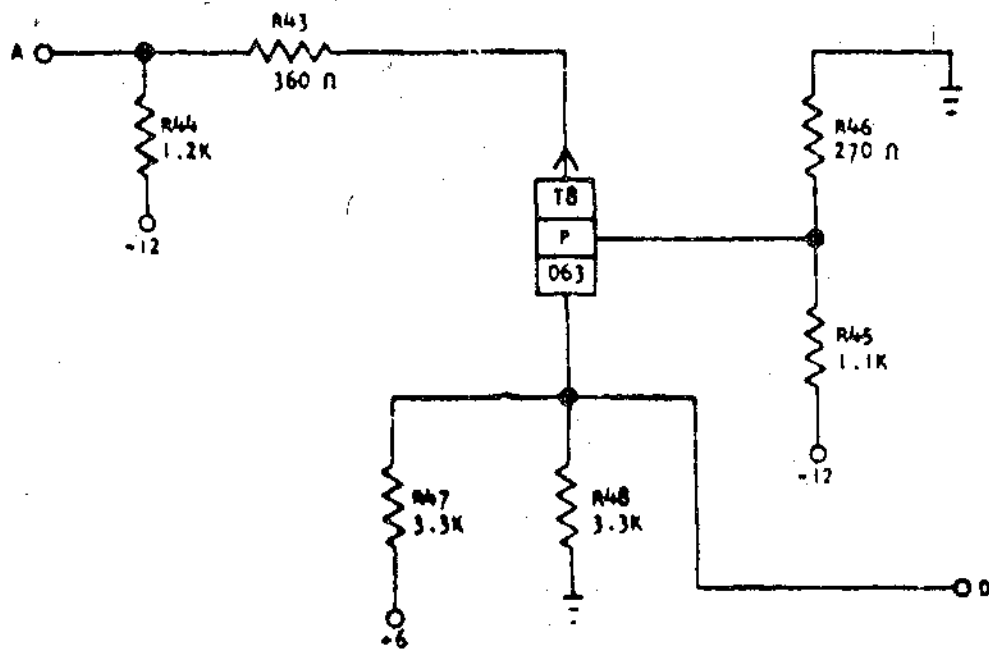 R43
A
360 Ω
R44
1.2K
-12
R46
270 Ω
T8
P
063
R45
1.1K
-12
R47
3.3K
R48
3.3K
D
+6